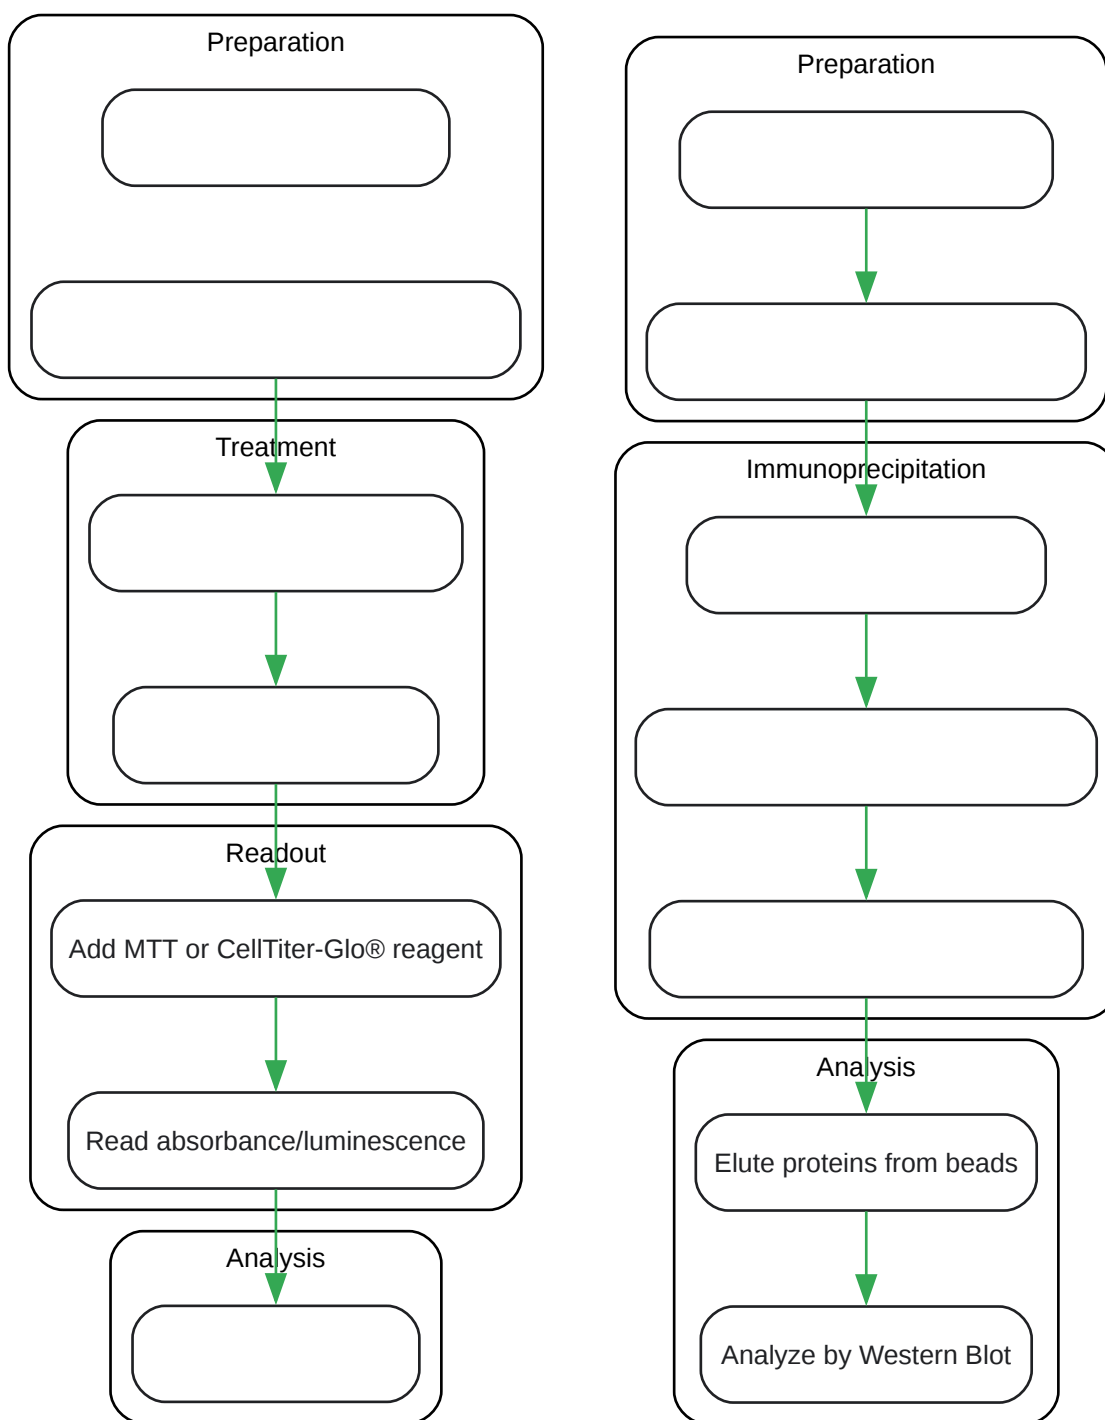 Preparation
Treatment
Readout
Add MTT or CellTiter-Glo® reagent
Read absorbance/luminescence
Analysis
Preparation
Immunoprecipitation
Analysis
Elute proteins from beads
Analyze by Western Blot